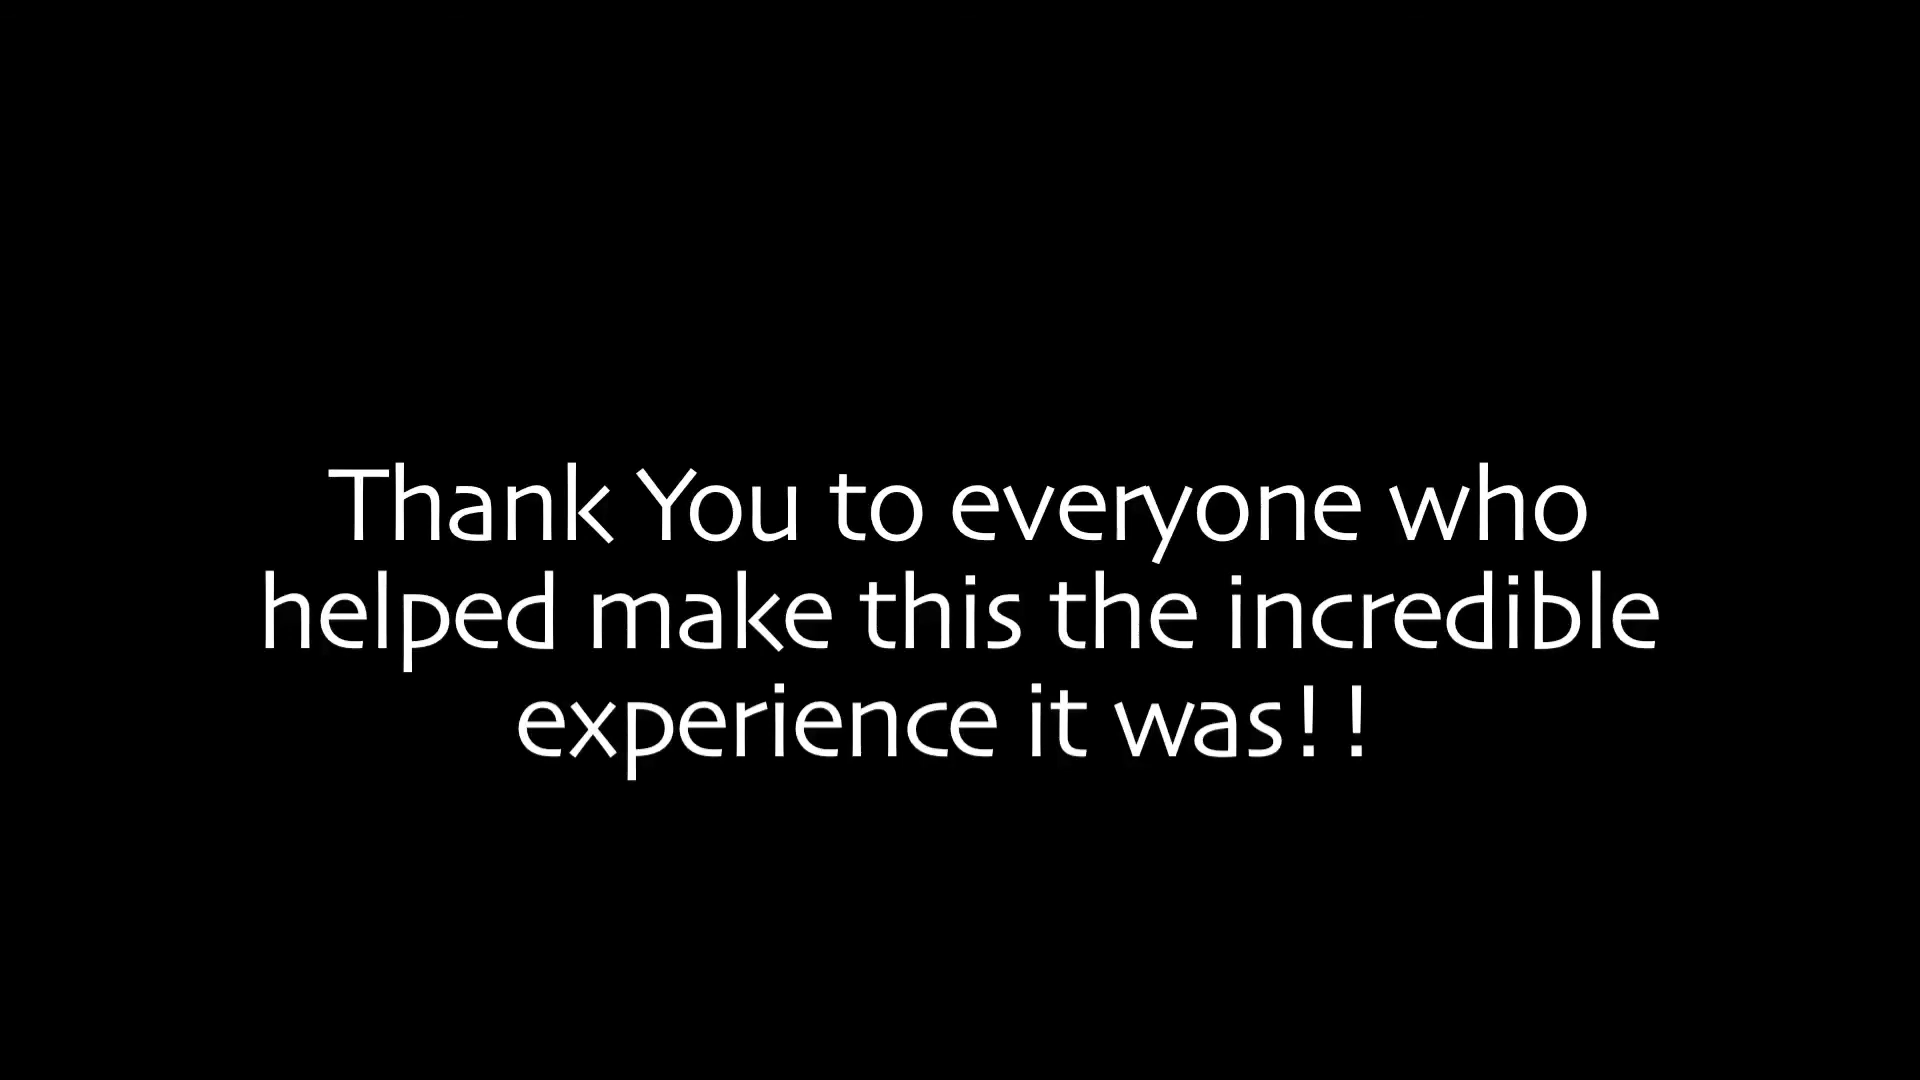 Thank You to everyone who
helped make this the incredible
experience it was!!